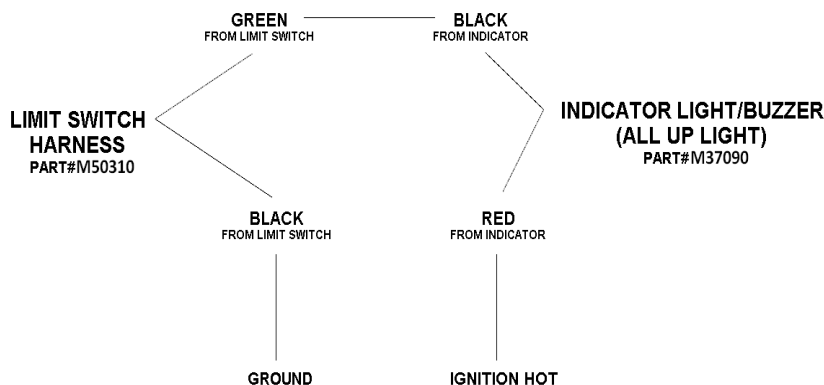 GREEN
FROM LIMIT SWITCH
BLACK
FROM INDICATOR
LIMIT SWITCH
HARNESS
PART#M50310
INDICATOR LIGHT/BUZZER
(ALL UP LIGHT)
PART#M37090
BLACK
FROM LIMIT SWITCH
RED
FROM INDICATOR
GROUND
IGNITION HOT